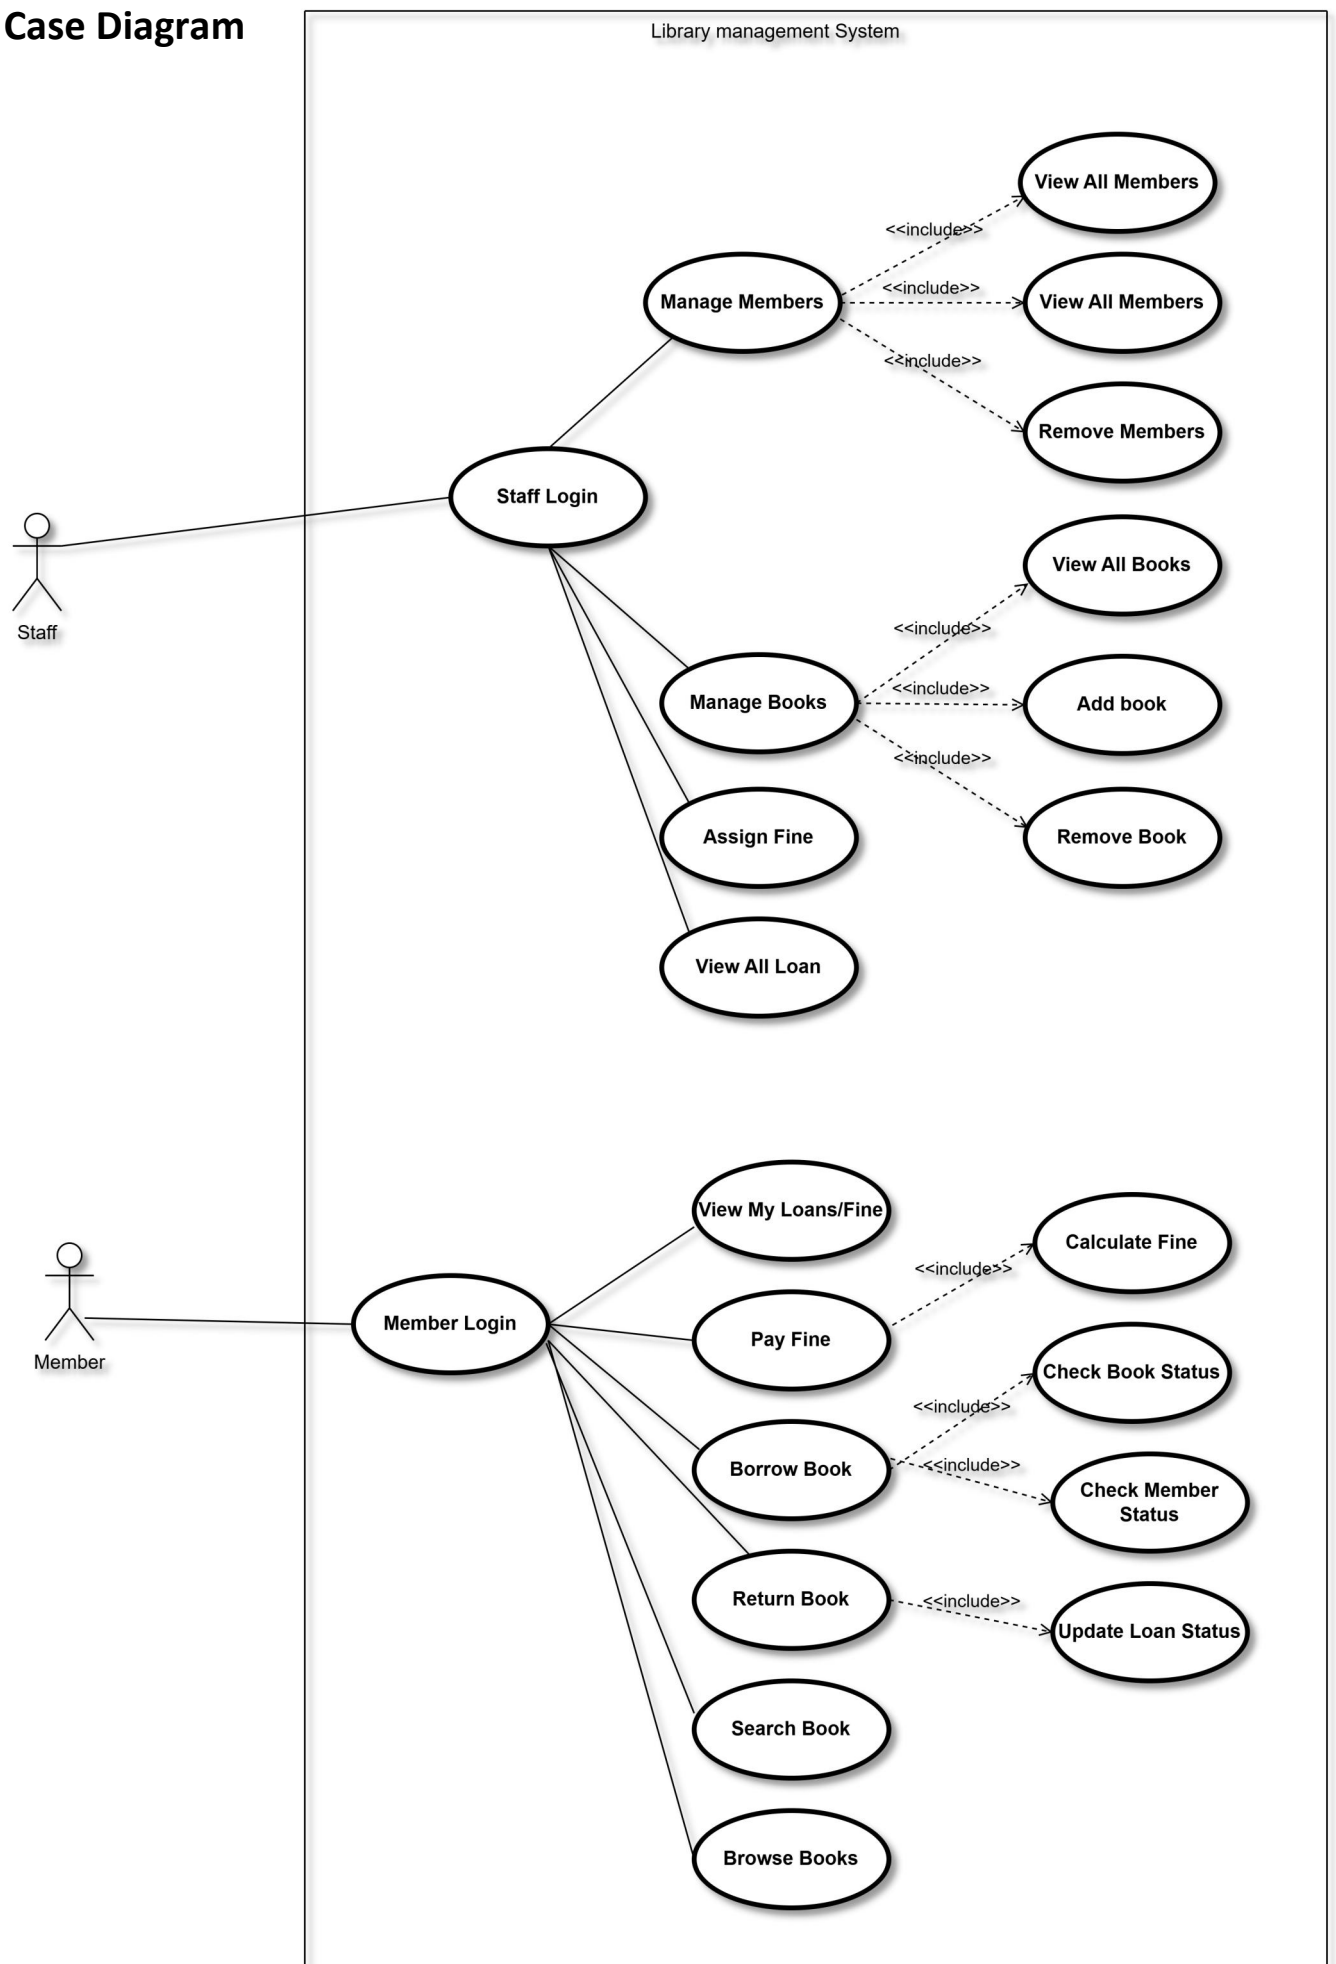 Case Diagram
Library management System
View All Members
<<include>>
Manage Members
<<include>>
View All Members
<<include>>
Remove Members
Staff Login
Staff
View All Books
<<include>>
Manage Books
<<include>>
Add book
<<include>>
Remove Book
Assign Fine
View All Loan
View My Loans/Fine
Calculate Fine
<<include>>
Member Login
Member
Pay Fine
Check Book Status
<<include>>
Borrow Book
<<include>>
Check Member
Status
Return Book
<<include>>
Update Loan Status
Search Book
Browse Books